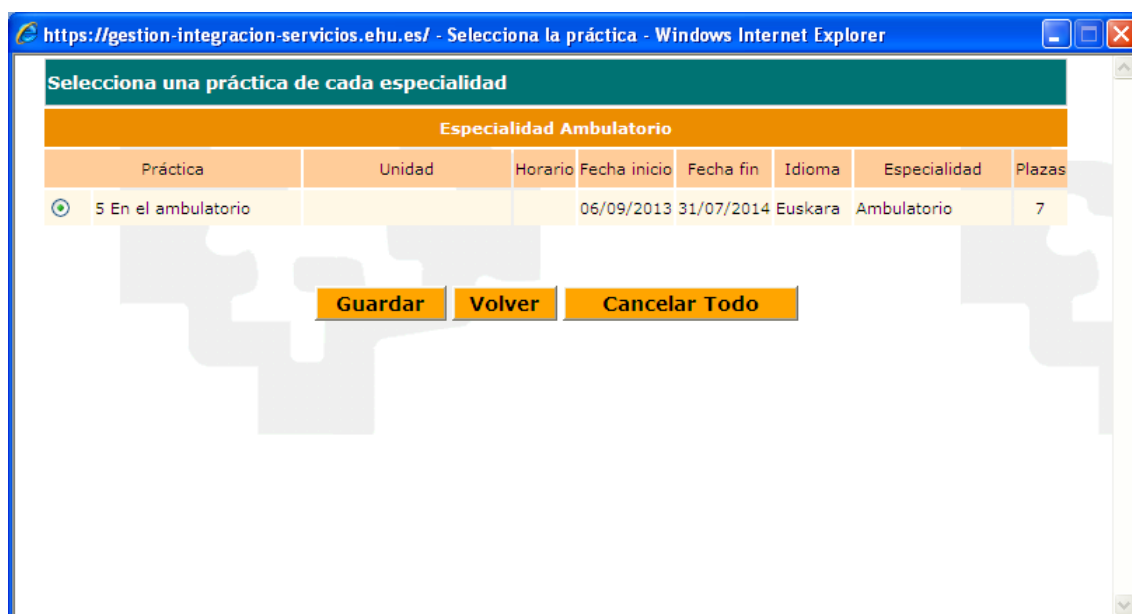 https://gestion-integracion-servicios.ehu.es/ - Selecciona la práctica - Windows Internet Explorer
Selecciona una práctica de cada especialidad
Especialidad Ambulatorio
Práctica Unidad Horario Fecha inicio Fecha fin Idioma Especialidad Plazas
5 En el ambulatorio 06/09/2013 31/07/2014 Euskara Ambulatorio 7
Guardar Volver Cancelar Todo